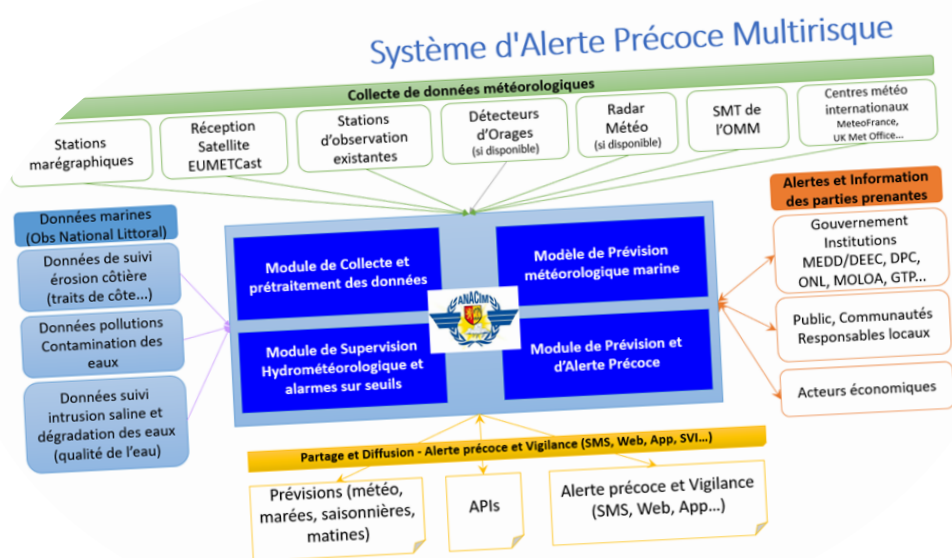 Système d'Alerte Précoce Multirisque
Collecte de données météorologiques
Stations
marégraphiques
Réception
Satellite
EUMETCast
Stations
d'observation
existantes
Détecteurs
d'Orages
(si disponible)
Radar
Météo
(si disponible)
SMT de
l'OMM
Centres météo
internationaux
MeteoFrance,
UK Met Office...
Données marines
(Obs National Littoral)
Données de suivi
érosion côtière
(traits de côte...)
Données pollutions
Contamination des
eaux
Données suivi
intrusion saline et
dégradation des eaux
(qualité de l'eau)
Module de Collecte et
prétraitement des données
Modèle de Prévision
météorologique marine
ANACIM
Module de Supervision
Hydrométéorologique et
alarmes sur seuils
Module de Prévision et
d'Alerte Précoce
Alertes et Information
des parties prenantes
Gouvernement
Institutions
MEDD/DEEC, DPC,
ONL, MOLOA, GTP...
Public, Communautés
Responsables locaux
Acteurs économiques
Partage et Diffusion - Alerte précoce et Vigilance (SMS, Web, App, SVI...)
Prévisions (météo,
marées, saisonnières,
matines)
APIs
Alerte précoce et Vigilance
(SMS, Web, App...)